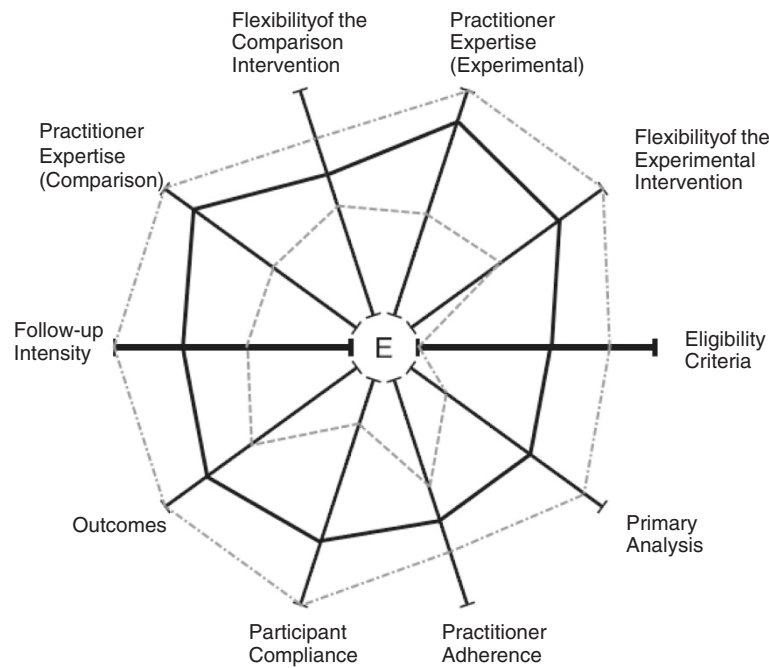 Flexibilityof the
Comparison
Intervention
Practitioner
Expertise
(Experimental)
Practitioner
Expertise
(Comparison)
Flexibilityof the
Experimental
Intervention
Follow-up
Intensity
E
Eligibility
Criteria
Outcomes
Primary
Analysis
Participant
Compliance
Practitioner
Adherence